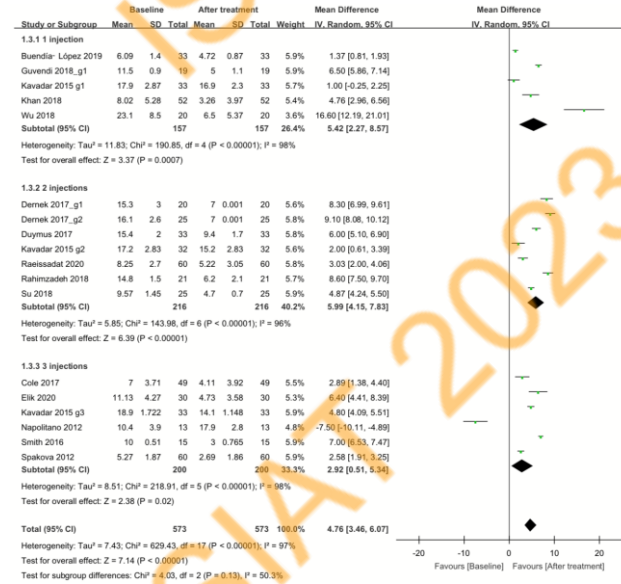 Baseline After treatment Mean Difference Mean Difference
Study or Subgroup Mean SD Total Mean SD Total Weight IV, Random, 95% CI IV, Random, 95% CI
1.3.1 1 injections
Buendía- López 2019 6.09 1.4 33 4.72 0.87 33 5.9% 1.37 [0.81, 1.93]
Guvendi 2018_g1 11.5 0.9 19 5 1.1 19 5.9% 6.50 [5.86, 7.14]
Kavadar 2015 g1 17.9 2.87 33 16.9 2.3 33 5.7% 1.00 [-0.25, 2.25]
Khan 2018 8.02 5.28 52 3.26 3.97 52 5.4% 4.76 [2.96, 6.56]
Wu 2018 23.1 8.5 20 6.5 5.37 20 3.4% 16.60 [12.19, 21.01]
Subtotal (95% CI) 157 157 26.4% 5.42 [2.27, 8.57]
Heterogeneity: Tau² = 11.83; Chi² = 190.85, df = 4 (P < 0.00001); I² = 98%
Test for overall effect: Z = 3.37 (P = 0.0007)
1.3.2 2 injections
Dernek 2017_g1 15.3 3 20 7 0.001 20 5.6% 8.30 [6.99, 9.61]
Dernek 2017_g2 16.1 2.6 25 7 0.001 25 5.8% 9.10 [8.08, 10.12]
Duymus 2017 15.4 2 33 9.4 1.7 33 5.8% 6.00 [5.10, 6.90]
Kavadar 2015 g2 17.2 2.83 32 15.2 2.83 32 5.6% 2.00 [0.61, 3.39]
Raeissadat 2020 8.25 2.7 60 5.22 3.05 60 5.8% 3.03 [2.00, 4.06]
Rahimzadeh 2018 14.8 1.5 21 6.2 2.1 21 5.7% 8.60 [7.50, 9.70]
Su 2018 9.57 1.45 25 4.7 0.7 25 5.9% 4.87 [4.24, 5.50]
Subtotal (95% CI) 216 216 40.2% 5.99 [4.15, 7.83]
Heterogeneity: Tau² = 5.85; Chi² = 143.98, df = 6 (P < 0.00001); I² = 96%
Test for overall effect: Z = 6.39 (P < 0.00001)
1.3.3 3 injections
Cole 2017 7 3.71 49 4.11 3.92 49 5.5% 2.89 [1.38, 4.40]
Elik 2020 11.13 4.27 30 4.73 3.58 30 5.3% 6.40 [4.41, 8.39]
Kavadar 2015 g3 18.9 1.722 33 14.1 1.148 33 5.9% 4.80 [4.09, 5.51]
Napolitano 2012 10.4 3.9 13 17.9 2.8 13 4.9% -7.50 [-10.11, -4.89]
Smith 2016 10 0.51 15 3 0.765 15 5.9% 7.00 [6.53, 7.47]
Spakova 2012 5.27 1.87 60 2.69 1.86 60 5.9% 2.58 [1.91, 3.25]
Subtotal (95% CI) 200 200 33.3% 2.92 [0.51, 5.34]
Heterogeneity: Tau² = 8.51; Chi² = 218.91, df = 5 (P < 0.00001); I² = 98%
Test for overall effect: Z = 2.38 (P = 0.02)
Total (95% CI) 573 573 100.0% 4.76 [3.46, 6.07]
Heterogeneity: Tau² = 7.43; Chi² = 629.43, df = 17 (P < 0.00001); I² = 97%
Test for overall effect: Z = 7.14 (P < 0.00001)
Test for subgroup differences: Chi² = 4.03, df = 2 (P = 0.13), I² = 50.3%
-20 -10 0 10 20
Favours [Baseline] Favours [After treatment]
CIAT 2023